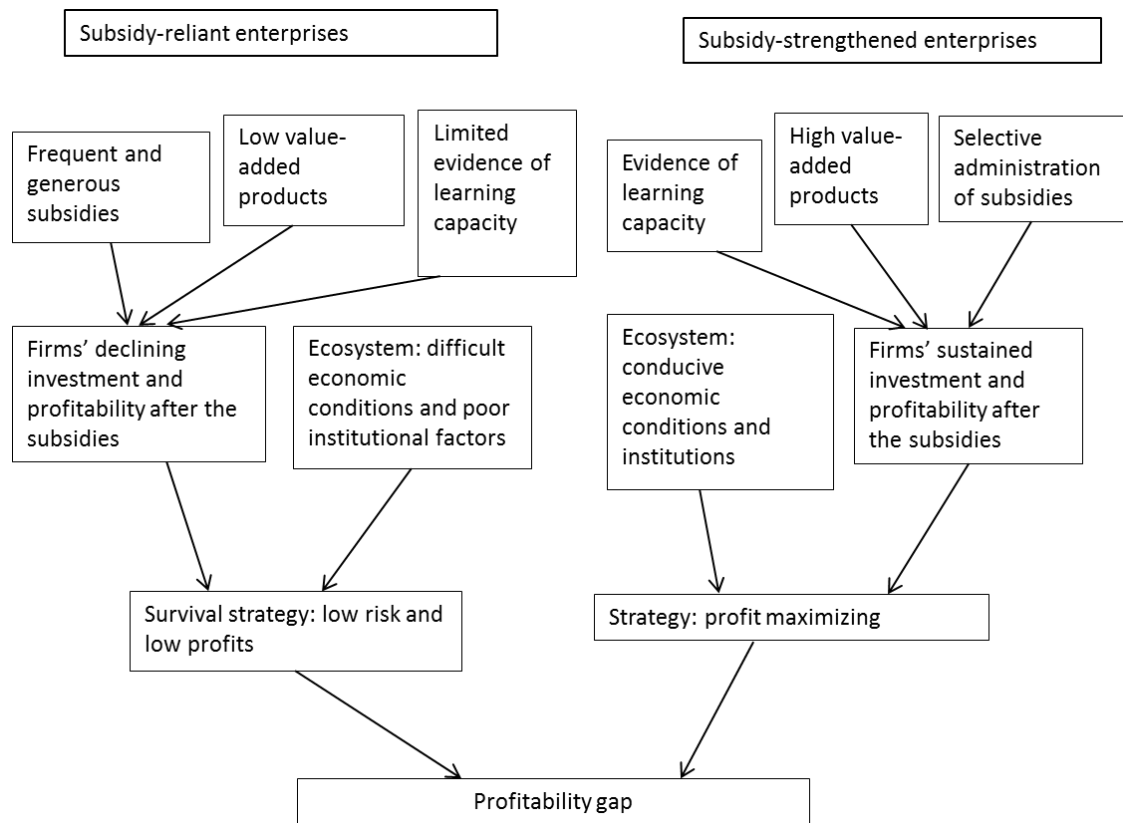 Subsidy-reliant enterprises
Subsidy-strengthened enterprises
Frequent and
generous
subsidies
Low value-
added
products
Limited
evidence of
learning
capacity
Evidence of
learning
capacity
High value-
added
products
Selective
administration
of subsidies
Firms’ declining
investment and
profitability after the
subsidies
Ecosystem: difficult
economic
conditions and poor
institutional factors
Ecosystem:
conducive
economic
conditions and
institutions
Firms’ sustained
investment and
profitability after
the subsidies
Survival strategy: low risk and
low profits
Strategy: profit maximizing
Profitability gap